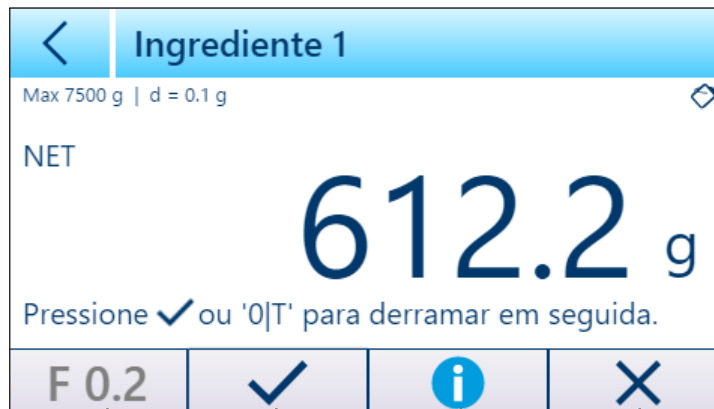 Ingrediente 1
Max 7500 g | d = 0.1 g
NET
612.2 g
Pressione ✓ ou '0|T' para derramar em seguida.
F 0.2